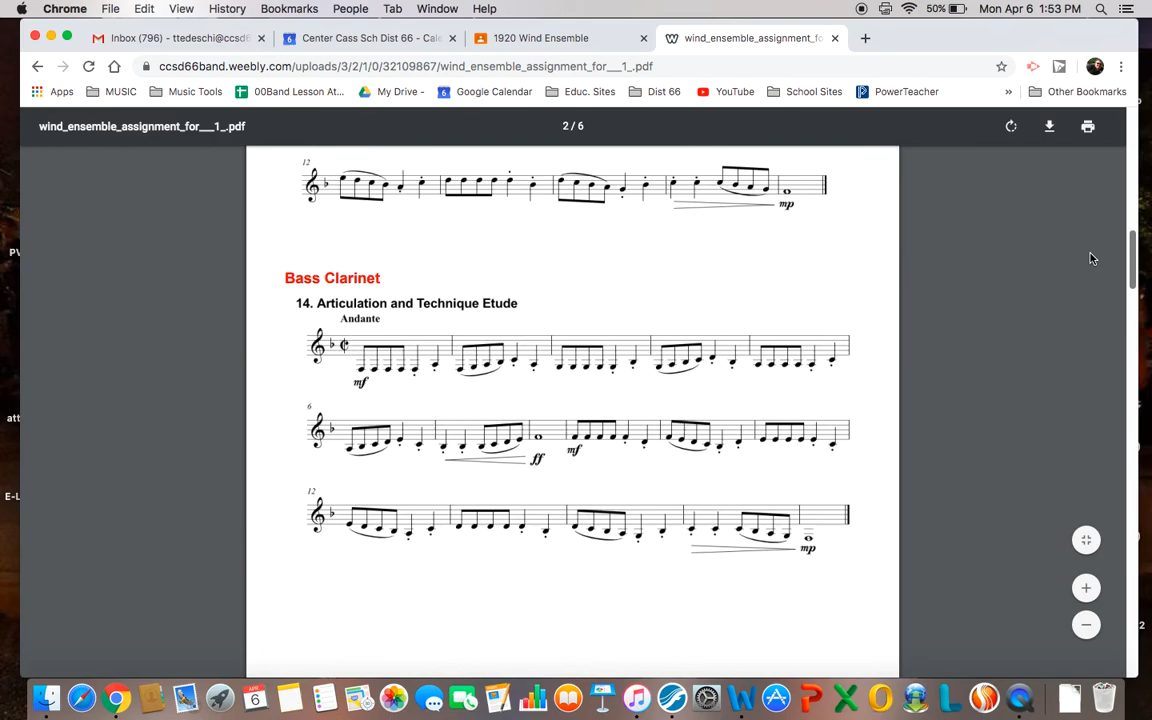 Chrome File Edit View History Bookmarks People Tab Window Help 50% Mon Apr 6 1:53 PM
Inbox (796) - ttedeschi@ccsd6 Center Cass Sch Dist 66 - Cale 1920 Wind Ensemble wind_ensemble_assignment_fo
ccsd66band.weebly.com/uploads/3/2/1/0/32109867/wind_ensemble_assignment_for___1_.pdf
Apps MUSIC Music Tools 00Band Lesson At... My Drive - Google Calendar Educ. Sites Dist 66 YouTube School Sites PowerTeacher » Other Bookmarks
wind_ensemble_assignment_for___1_.pdf 2 / 6
12
mp
Bass Clarinet
14. Articulation and Technique Etude
Andante
mf
6
ff mf
12
mp